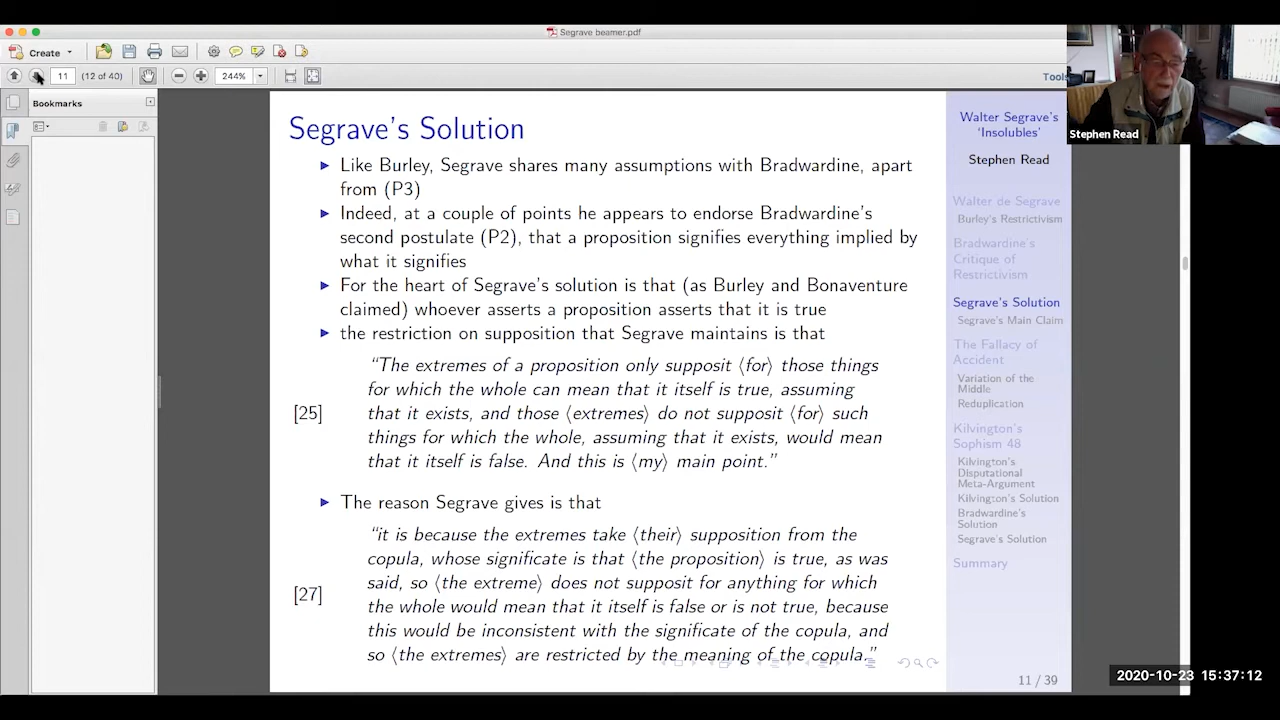 Segrave beamer.pdf
Create
11 (12 of 40) 244% Tools
Bookmarks
Stephen Read
Segrave's Solution
Like Burley, Segrave shares many assumptions with Bradwardine, apart
from (P3)
Indeed, at a couple of points he appears to endorse Bradwardine's
second postulate (P2), that a proposition signifies everything implied by
what it signifies
For the heart of Segrave's solution is that (as Burley and Bonaventure
claimed) whoever asserts a proposition asserts that it is true
the restriction on supposition that Segrave maintains is that
"The extremes of a proposition only supposit ⟨for⟩ those things
for which the whole can mean that it itself is true, assuming
[25] that it exists, and those ⟨extremes⟩ do not supposit ⟨for⟩ such
things for which the whole, assuming that it exists, would mean
that it itself is false. And this is ⟨my⟩ main point."
The reason Segrave gives is that
"it is because the extremes take ⟨their⟩ supposition from the
copula, whose significate is that ⟨the proposition⟩ is true, as was
said, so ⟨the extreme⟩ does not supposit for anything for which
[27] the whole would mean that it itself is false or is not true, because
this would be inconsistent with the significate of the copula, and
so ⟨the extremes⟩ are restricted by the meaning of the copula."
Walter Segrave's
'Insolubles'
Stephen Read
Walter de Segrave
Burley's Restrictivism
Bradwardine's
Critique of
Restrictivism
Segrave's Solution
Segrave's Main Claim
The Fallacy of
Accident
Variation of the
Middle
Reduplication
Kilvington's
Sophism 48
Kilvington's
Disputational
Meta-Argument
Kilvington's Solution
Bradwardine's
Solution
Segrave's Solution
Summary
11 / 39
2020-10-23 15:37:12